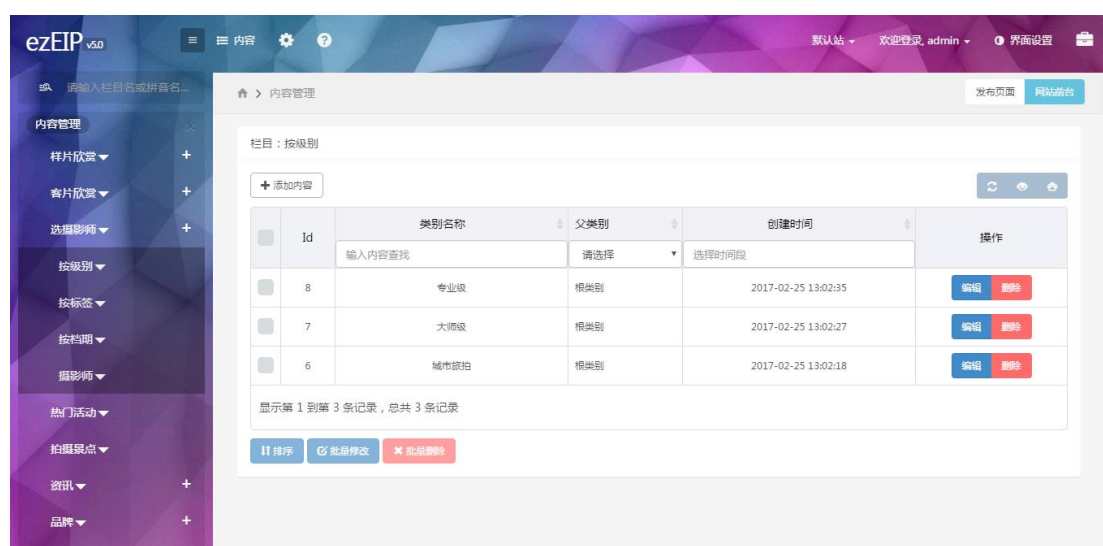 ezEIP v5.0
内容
默认站
欢迎登录, admin
界面设置
请输入栏目名或拼音名...
内容管理
发布页面
网站前台
内容管理
样片欣赏
客片欣赏
选摄影师
按级别
按标签
按档期
摄影师
热门活动
拍摄景点
资讯
品牌
栏目：按级别
添加内容
Id 类别名称 父类别 创建时间 操作
输入内容查找 请选择 选择时间段
8 专业级 根类别 2017-02-25 13:02:35 编辑 删除
7 大师级 根类别 2017-02-25 13:02:27 编辑 删除
6 城市旅拍 根类别 2017-02-25 13:02:18 编辑 删除
显示第 1 到第 3 条记录，总共 3 条记录
排序 批量修改 批量删除